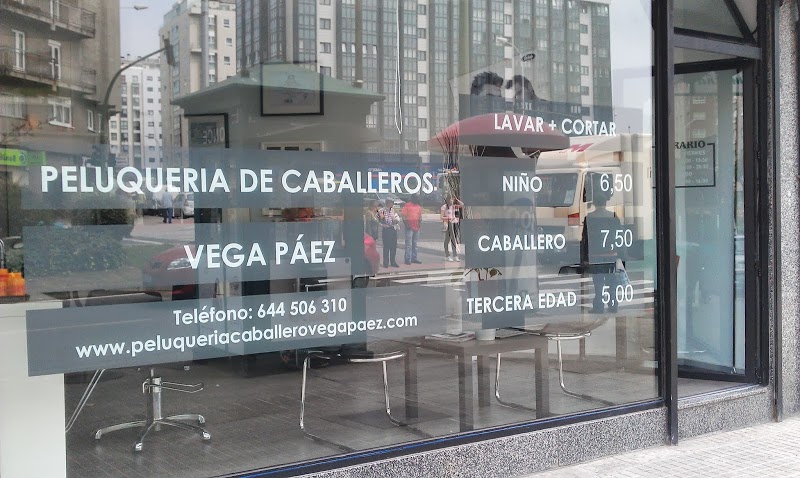 PELUQUERIA DE CABALLEROS
VEGA PÁEZ
Teléfono: 644 506 310
www.peluqueriacaballerovegapaez.com
LAVAR + CORTAR
NIÑO 6,50
CABALLERO 7,50
TERCERA EDAD 5,00